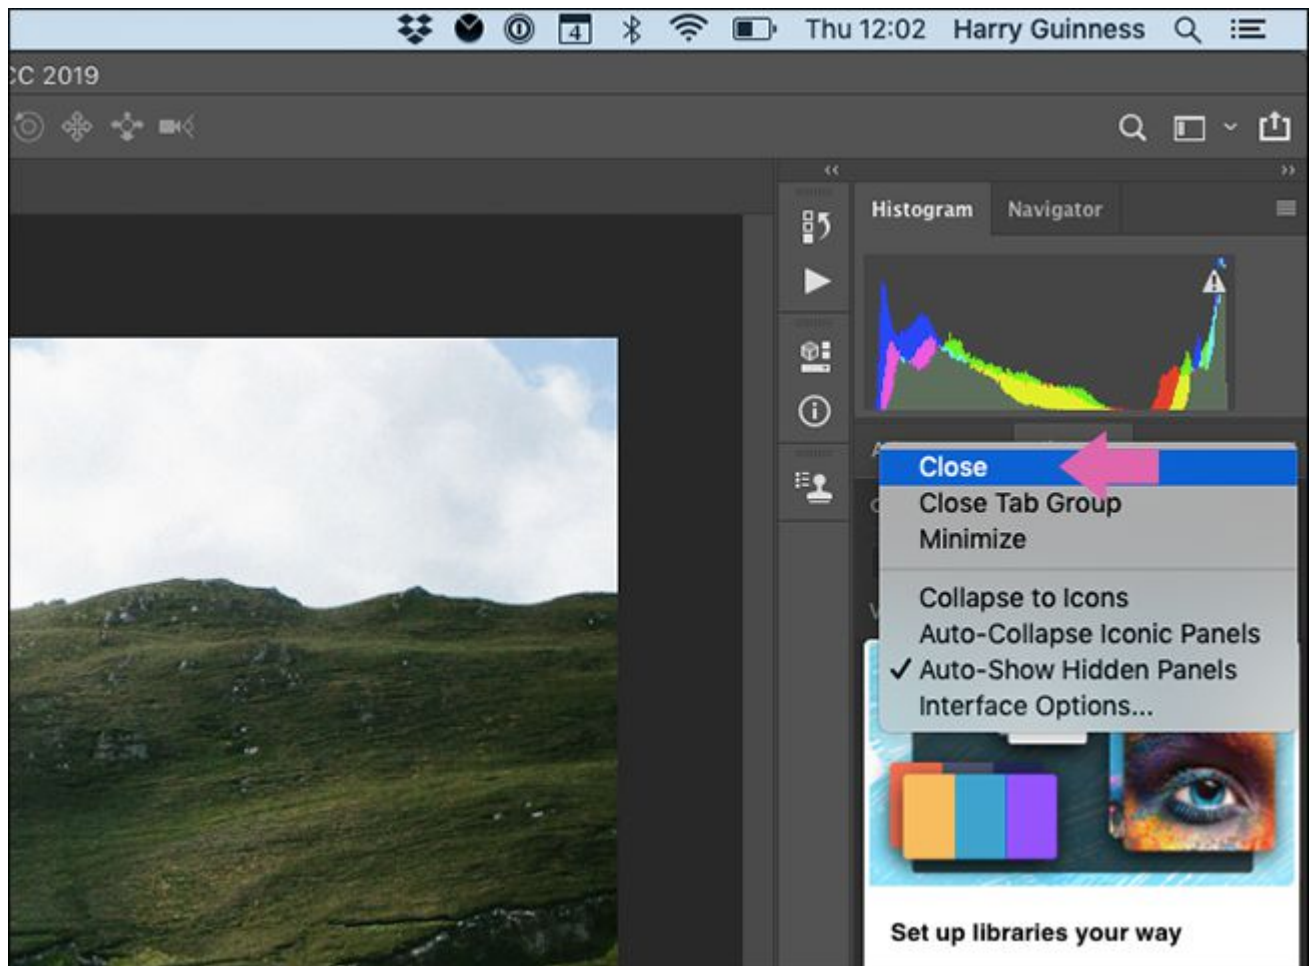 4
Thu 12:02 Harry Guinness
CC 2019
Histogram Navigator
Close
Close Tab Group
Minimize
Collapse to Icons
Auto-Collapse Iconic Panels
✓ Auto-Show Hidden Panels
Interface Options...
Set up libraries your way